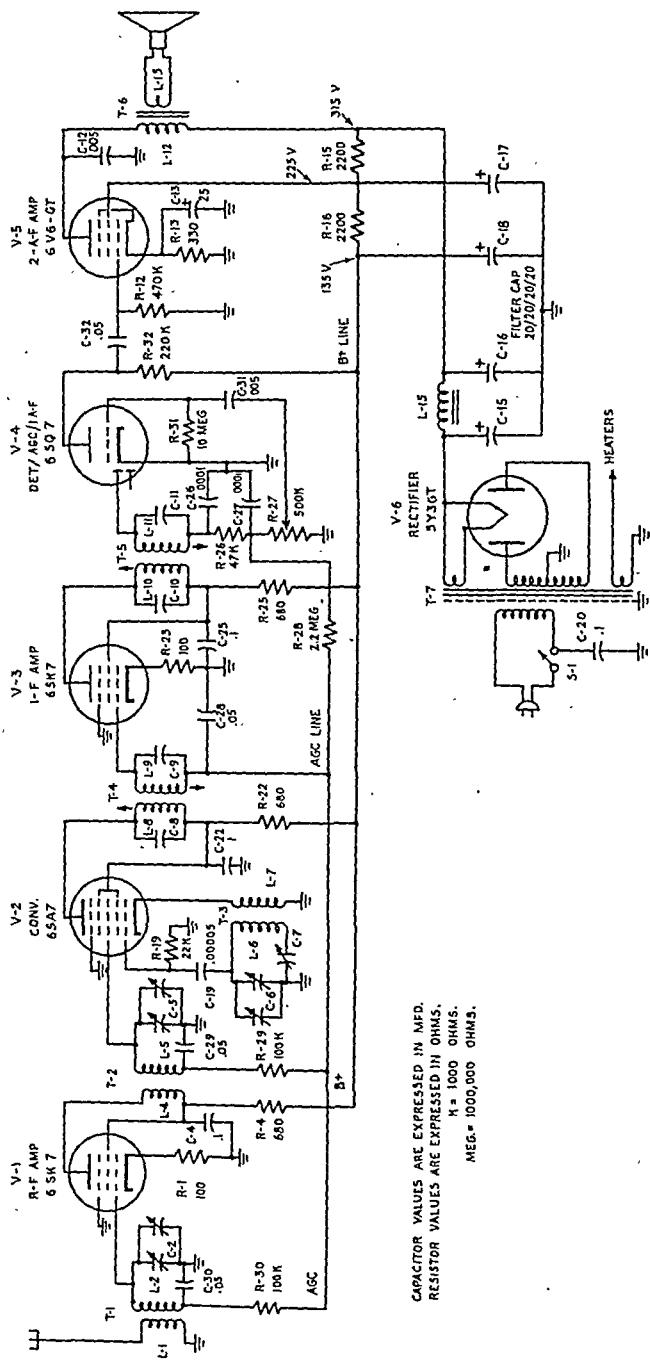 V-1
R-F AMP
6SK7
V-2
CONV.
6SA7
V-3
I-F AMP
6SK7
V-4
DET/AGC/1A-F
6SQ7
V-5
2-A-F AMP
6V6-GT
T-1
L-1
L-2
C-2
C-30
.05
R-30
100K
AGC
R-1
100
C-4
.1
L-4
R-4
680
B+
T-2
L-5
C-5
C-29
.05
R-29
100K
R-19
22K
C-19
.00005
T-3
L-6
C-6
C-7
L-7
C-22
.1
R-22
680
T-4
L-8
C-8
L-9
C-9
AGC LINE
C-28
.05
R-23
100
C-25
.1
R-25
680
R-28
2.2 MEG
T-5
L-10
C-10
L-11
C-11
R-26
47K
C-26
.0001
C-27
.0001
R-27
500K
R-31
10 MEG
C-31
.005
R-32
220K
C-32
.05
B+ LINE
R-12
470K
R-13
330
C-13
25
C-12
.005
L-12
T-6
L-13
315 V
225 V
135 V
R-15
2200
R-16
2200
L-15
C-15
C-16
C-18
C-17
+
+
+
+
FILTER CAP
20/20/20/20
V-6
RECTIFIER
5Y3GT
T-7
HEATERS
C-20
.1
S-1
CAPACITOR VALUES ARE EXPRESSED IN MFD.
RESISTOR VALUES ARE EXPRESSED IN OHMS.
K = 1000 OHMS.
MEG.= 1000,000 OHMS.